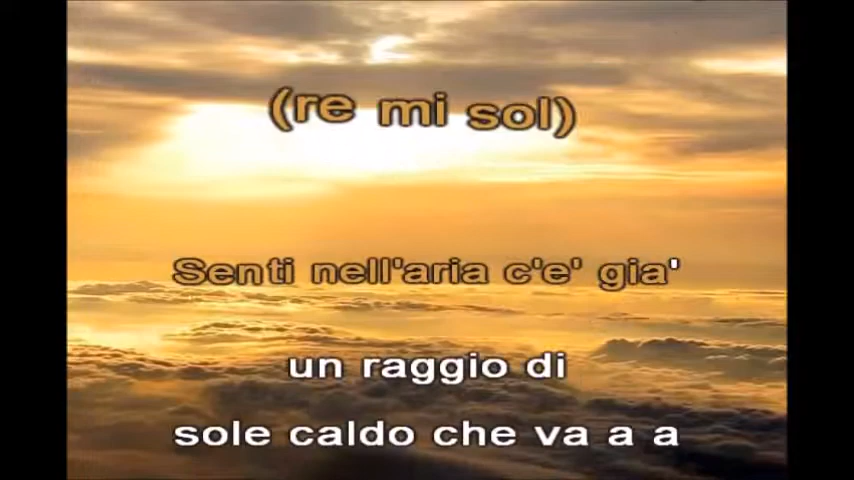 (re mi sol)
Senti nell'aria c'e' gia'
un raggio di
sole caldo che va a a